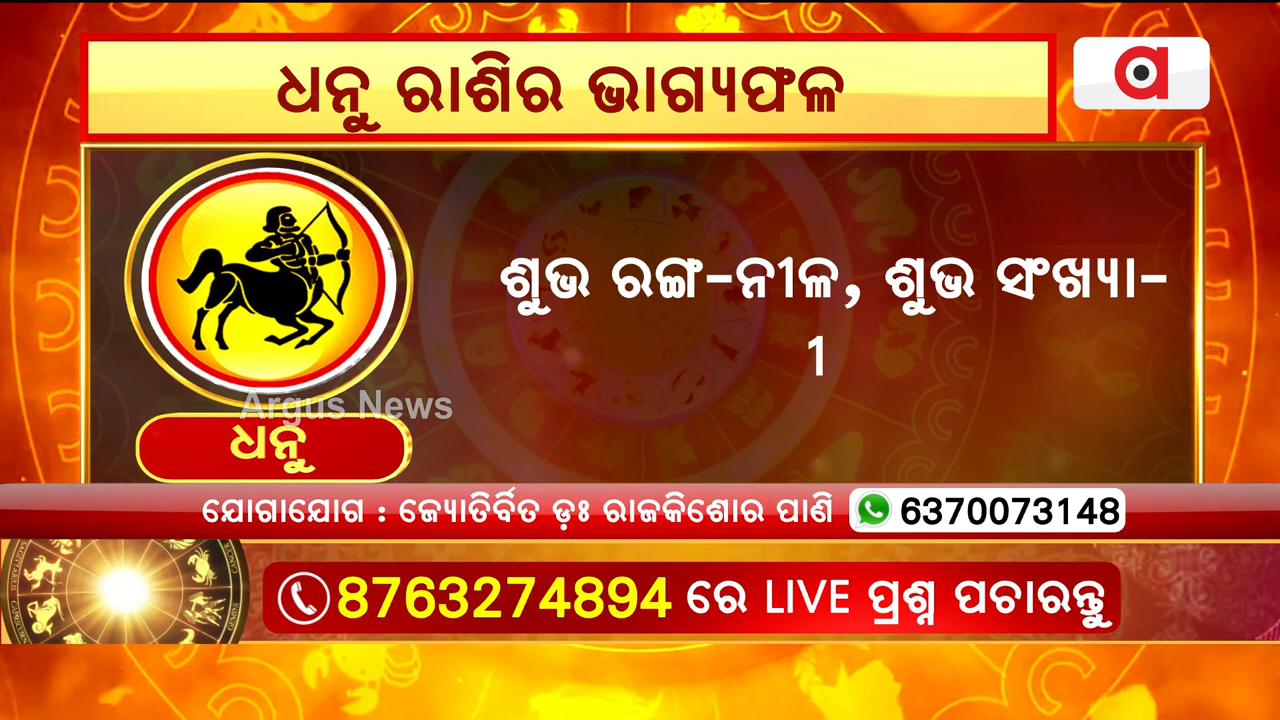 ଧନୁ ରାଶିର ଭାଗ୍ୟଫଳ
a
ଶୁଭ ରଙ୍ଗ-ନୀଳ, ଶୁଭ ସଂଖ୍ୟା-
1
Argus News
ଧନୁ
ଯୋଗାଯୋଗ : ଜ୍ୟୋତିର୍ବିତ ଡ଼ଃ ରାଜକିଶୋର ପାଣି 6370073148
8763274894 ରେ LIVE ପ୍ରଶ୍ନ ପଚାରନ୍ତୁ